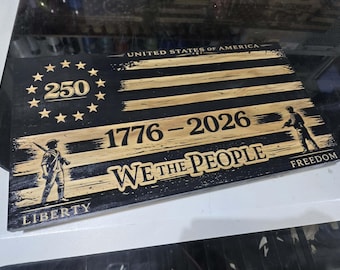 UNITED STATES OF AMERICA
250
1776 – 2026
WE THE PEOPLE
LIBERTY
FREEDOM